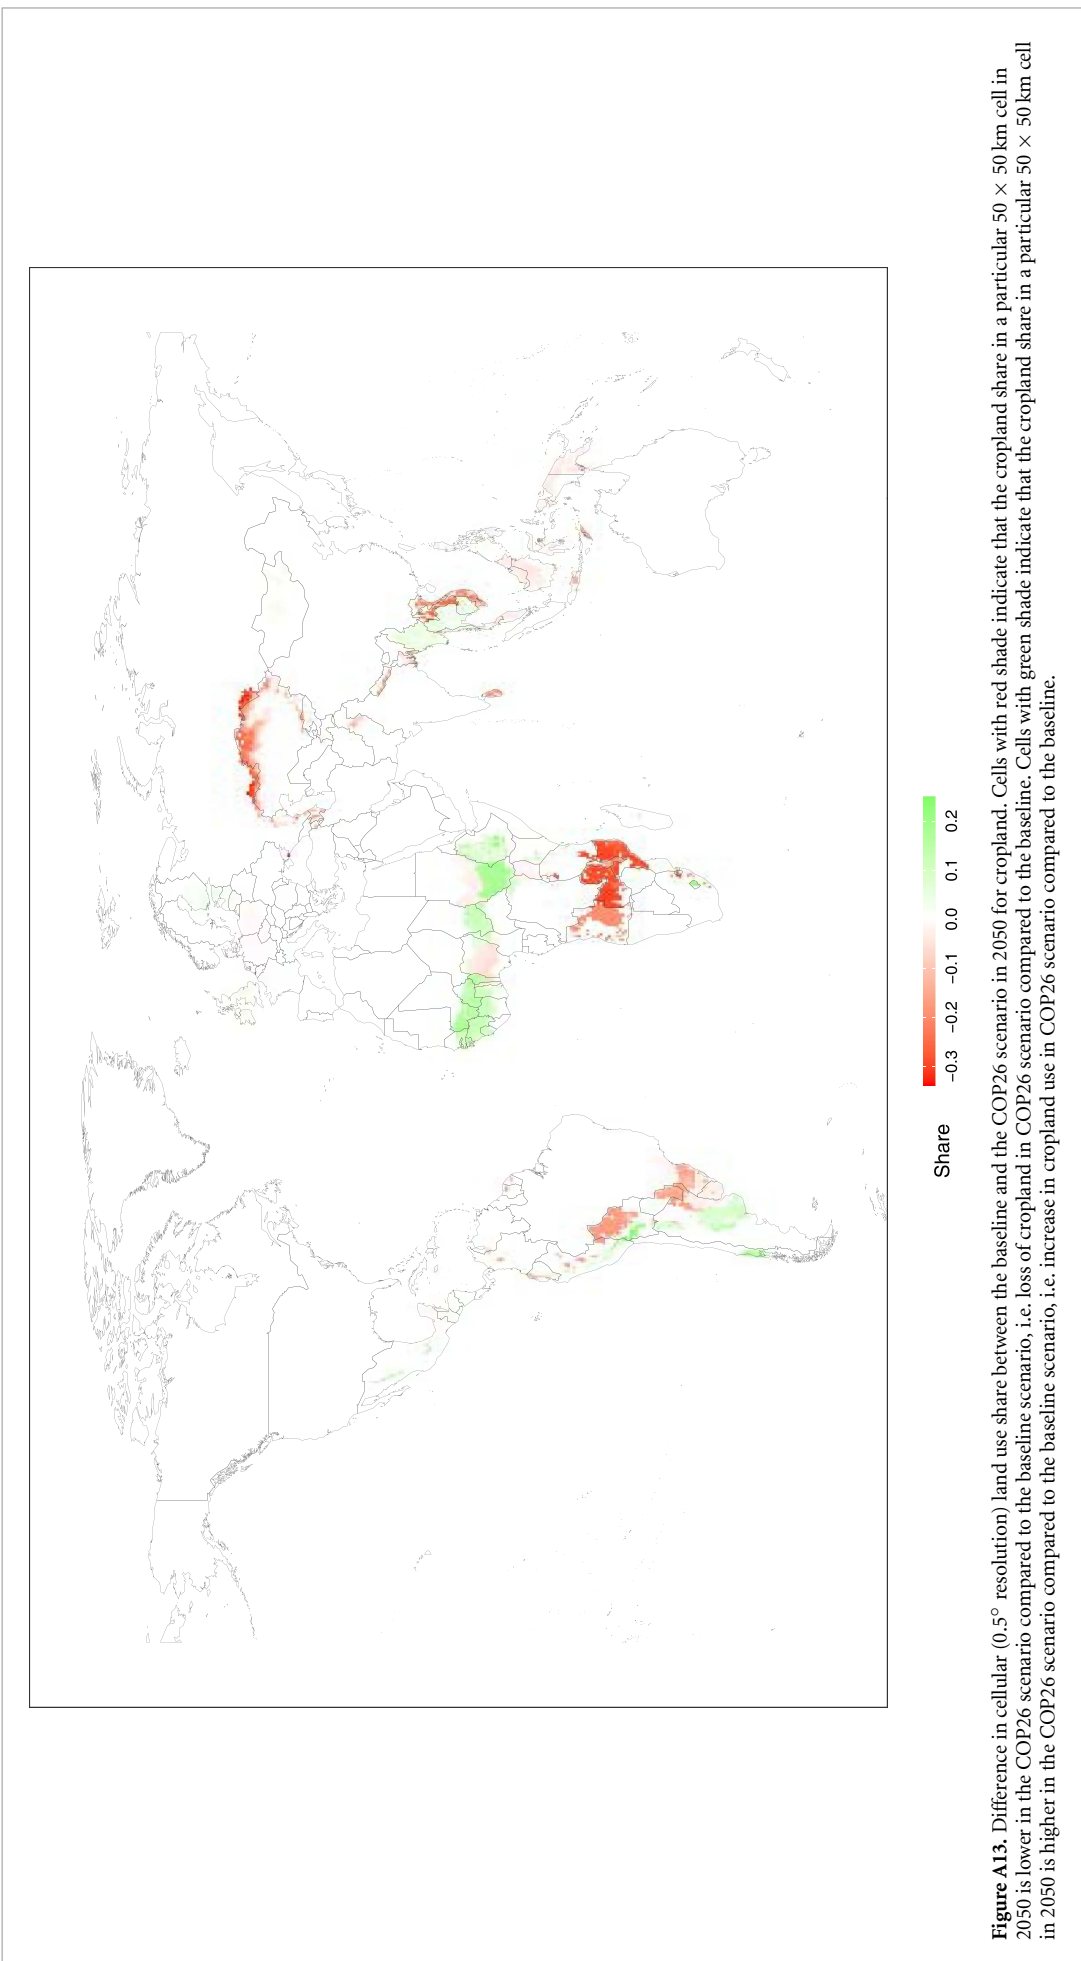 Share
−0.3 −0.2 −0.1 0.0 0.1 0.2
Figure A13. Difference in cellular (0.5° resolution) land use share between the baseline and the COP26 scenario in 2050 for cropland. Cells with red shade indicate that the cropland share in a particular 50 × 50 km cell in
2050 is lower in the COP26 scenario compared to the baseline scenario, i.e. loss of cropland in COP26 scenario compared to the baseline. Cells with green shade indicate that the cropland share in a particular 50 × 50 km cell
in 2050 is higher in the COP26 scenario compared to the baseline scenario, i.e. increase in cropland use in COP26 scenario compared to the baseline.